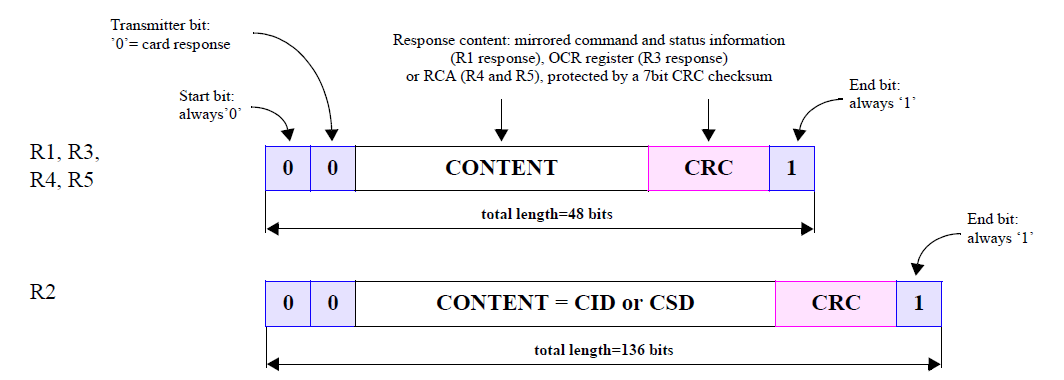 Transmitter bit:
’0’= card response
Response content: mirrored command and status information
(R1 response), OCR register (R3 response)
or RCA (R4 and R5), protected by a 7bit CRC checksum
Start bit:
always’0’
End bit:
always ‘1’
R1, R3,
R4, R5
0 0 CONTENT CRC 1
total length=48 bits
End bit:
always ‘1’
R2
0 0 CONTENT = CID or CSD CRC 1
total length=136 bits